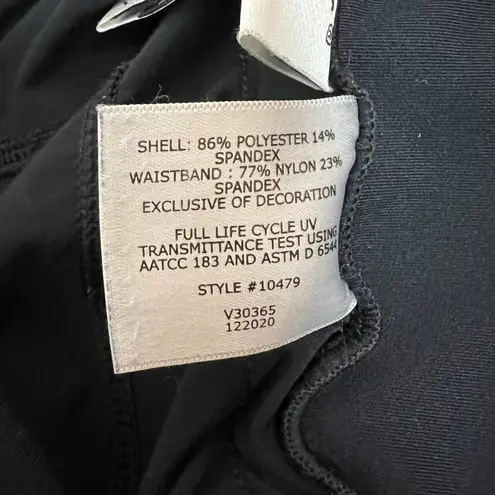 SHELL: 86% POLYESTER 14%
SPANDEX
WAISTBAND : 77% NYLON 23%
SPANDEX
EXCLUSIVE OF DECORATION
FULL LIFE CYCLE UV
TRANSMITTANCE TEST USING
AATCC 183 AND ASTM D 6544
STYLE #10479
V30365
122020